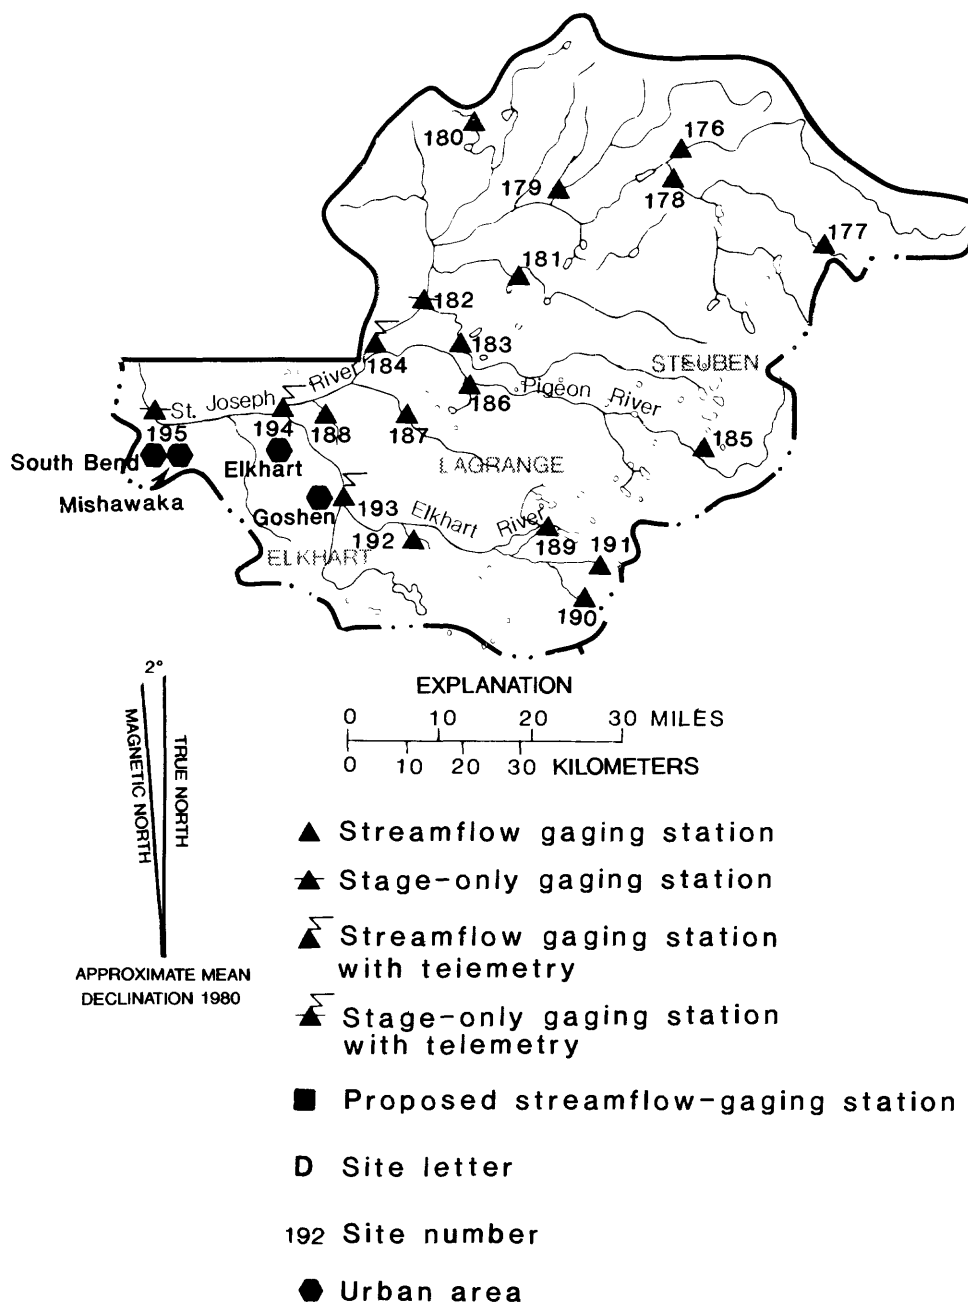 180
176
179
178
177
181
182
183
184
STEUBEN
St. Joseph River
186
Pigeon River
195
194
188
187
185
South Bend
Elkhart
LAGRANGE
Mishawaka
Goshen
193
Elkhart River
192
189
191
ELKHART
190
2°
MAGNETIC NORTH
TRUE NORTH
APPROXIMATE MEAN
DECLINATION 1980
EXPLANATION
0 10 20 30 MILES
0 10 20 30 KILOMETERS
Streamflow gaging station
Stage-only gaging station
Streamflow gaging station
with teiemetry
Stage-only gaging station
with telemetry
Proposed streamflow-gaging station
D Site letter
192 Site number
Urban area